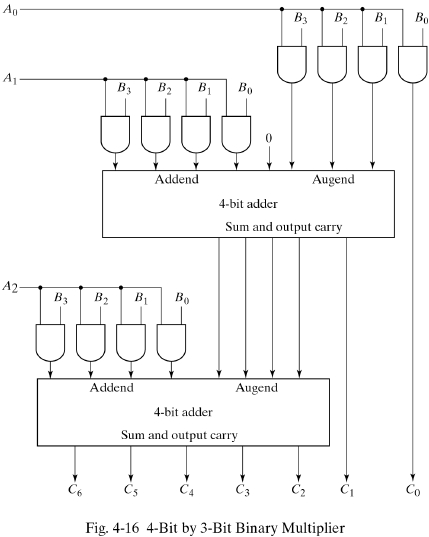 A0
B3 B2 B1 B0
A1
B3 B2 B1 B0
0
Addend Augend
4-bit adder
Sum and output carry
A2
B3 B2 B1 B0
Addend Augend
4-bit adder
Sum and output carry
C6 C5 C4 C3 C2 C1 C0
Fig. 4-16 4-Bit by 3-Bit Binary Multiplier